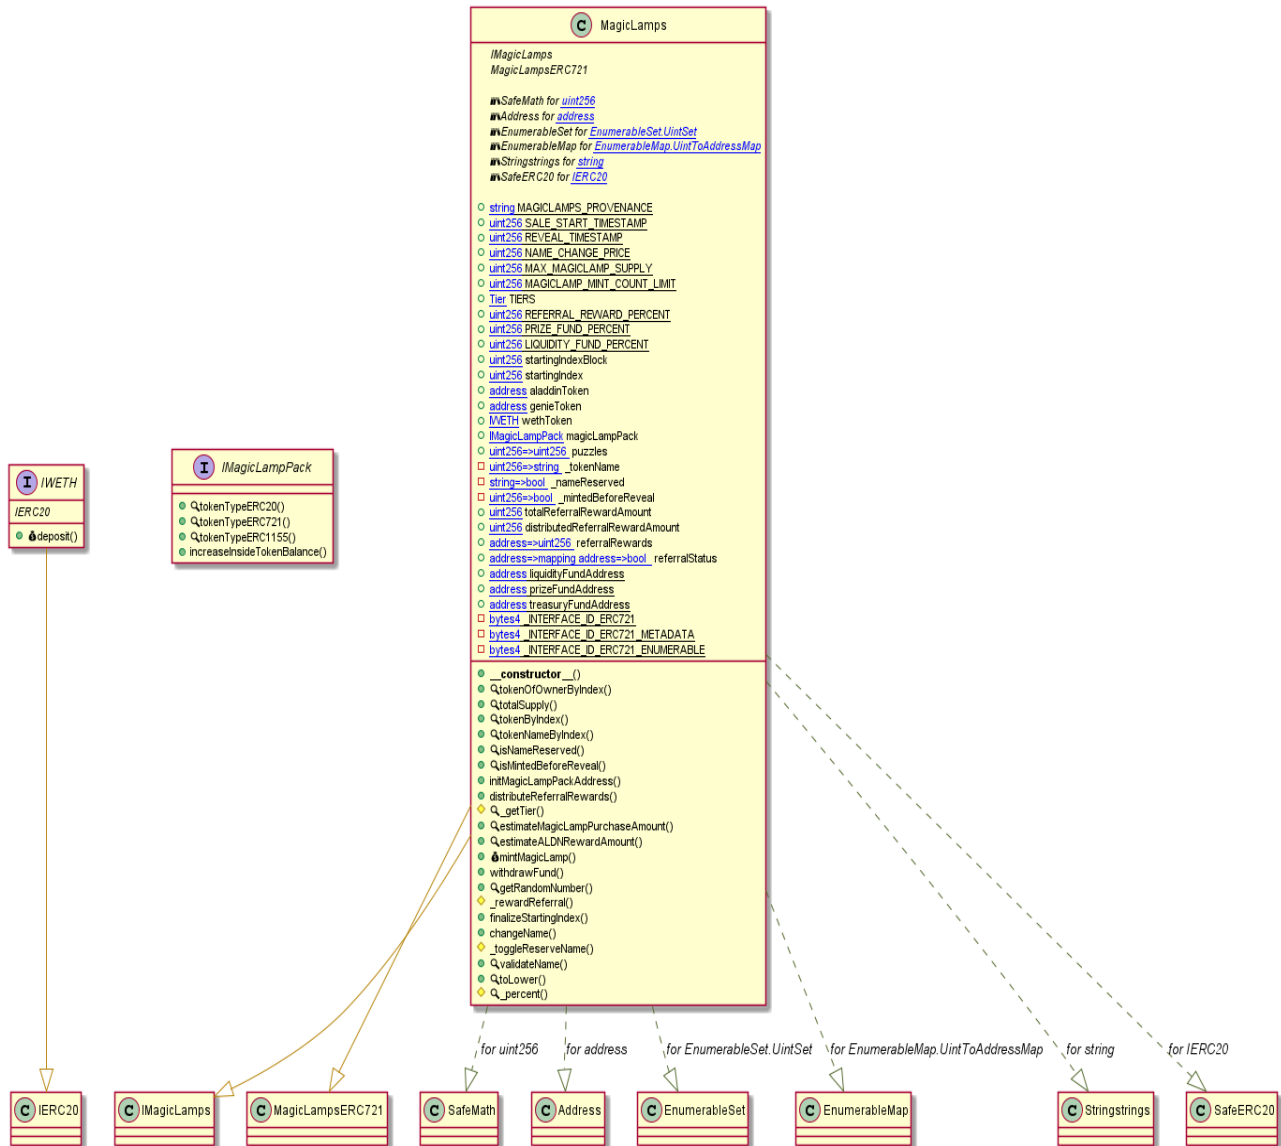 C MagicLamps
IMagicLamps
MagicLampsERC721
SafeMath for uint256
Address for address
EnumerableSet for EnumerableSet.UintSet
EnumerableMap for EnumerableMap.UintToAddressMap
Stringstrings for string
SafeERC20 for IERC20
string MAGICLAMPS_PROVENANCE
uint256 SALE_START_TIMESTAMP
uint256 REVEAL_TIMESTAMP
uint256 NAME_CHANGE_PRICE
uint256 MAX_MAGICLAMP_SUPPLY
uint256 MAGICLAMP_MINT_COUNT_LIMIT
Tier TIERS
uint256 REFERRAL_REWARD_PERCENT
uint256 PRIZE_FUND_PERCENT
uint256 LIQUIDITY_FUND_PERCENT
uint256 startingIndexBlock
uint256 startingIndex
address aladdinToken
address genieToken
IWETH wethToken
IMagicLampPack magicLampPack
uint256=>uint256 puzzles
uint256=>string _tokenName
string=>bool _nameReserved
uint256=>bool _mintedBeforeReveal
uint256 totalReferralRewardAmount
uint256 distributedReferralRewardAmount
address=>uint256 referralRewards
address=>mapping address=>bool referralStatus
address liquidityFundAddress
address prizeFundAddress
address treasuryFundAddress
bytes4 _INTERFACE_ID_ERC721
bytes4 _INTERFACE_ID_ERC721_METADATA
bytes4 _INTERFACE_ID_ERC721_ENUMERABLE
__constructor__()
tokenOfOwnerByIndex()
totalSupply()
tokenByIndex()
tokenNameByIndex()
isNameReserved()
isMintedBeforeReveal()
initMagicLampPackAddress()
distributeReferralRewards()
_getTier()
estimateMagicLampPurchaseAmount()
estimateALDNRewardAmount()
mintMagicLamp()
withdrawFund()
getRandomNumber()
_rewardReferral()
finalizeStartingIndex()
changeName()
_toggleReserveName()
validateName()
toLower()
_percent()
I IWETH
IERC20
deposit()
I IMagicLampPack
tokenTypeERC20()
tokenTypeERC721()
tokenTypeERC1155()
increaseInsideTokenBalance()
for uint256
for address
for EnumerableSet.UintSet
for EnumerableMap.UintToAddressMap
for string
for IERC20
C IERC20
C IMagicLamps
C MagicLampsERC721
C SafeMath
C Address
C EnumerableSet
C EnumerableMap
C Stringstrings
C SafeERC20